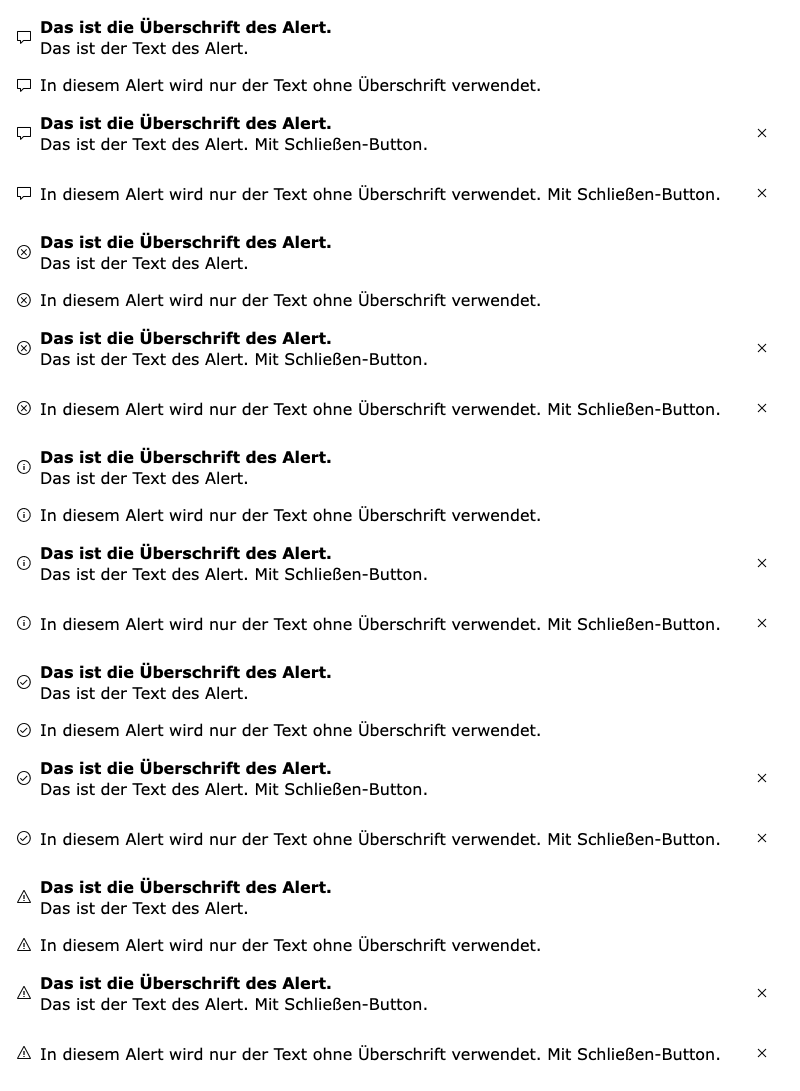 Das ist die Überschrift des Alert.
Das ist der Text des Alert.
In diesem Alert wird nur der Text ohne Überschrift verwendet.
Das ist die Überschrift des Alert.
Das ist der Text des Alert. Mit Schließen-Button.
In diesem Alert wird nur der Text ohne Überschrift verwendet. Mit Schließen-Button.
Das ist die Überschrift des Alert.
Das ist der Text des Alert.
In diesem Alert wird nur der Text ohne Überschrift verwendet.
Das ist die Überschrift des Alert.
Das ist der Text des Alert. Mit Schließen-Button.
In diesem Alert wird nur der Text ohne Überschrift verwendet. Mit Schließen-Button.
Das ist die Überschrift des Alert.
Das ist der Text des Alert.
In diesem Alert wird nur der Text ohne Überschrift verwendet.
Das ist die Überschrift des Alert.
Das ist der Text des Alert. Mit Schließen-Button.
In diesem Alert wird nur der Text ohne Überschrift verwendet. Mit Schließen-Button.
Das ist die Überschrift des Alert.
Das ist der Text des Alert.
In diesem Alert wird nur der Text ohne Überschrift verwendet.
Das ist die Überschrift des Alert.
Das ist der Text des Alert. Mit Schließen-Button.
In diesem Alert wird nur der Text ohne Überschrift verwendet. Mit Schließen-Button.
Das ist die Überschrift des Alert.
Das ist der Text des Alert.
In diesem Alert wird nur der Text ohne Überschrift verwendet.
Das ist die Überschrift des Alert.
Das ist der Text des Alert. Mit Schließen-Button.
In diesem Alert wird nur der Text ohne Überschrift verwendet. Mit Schließen-Button.